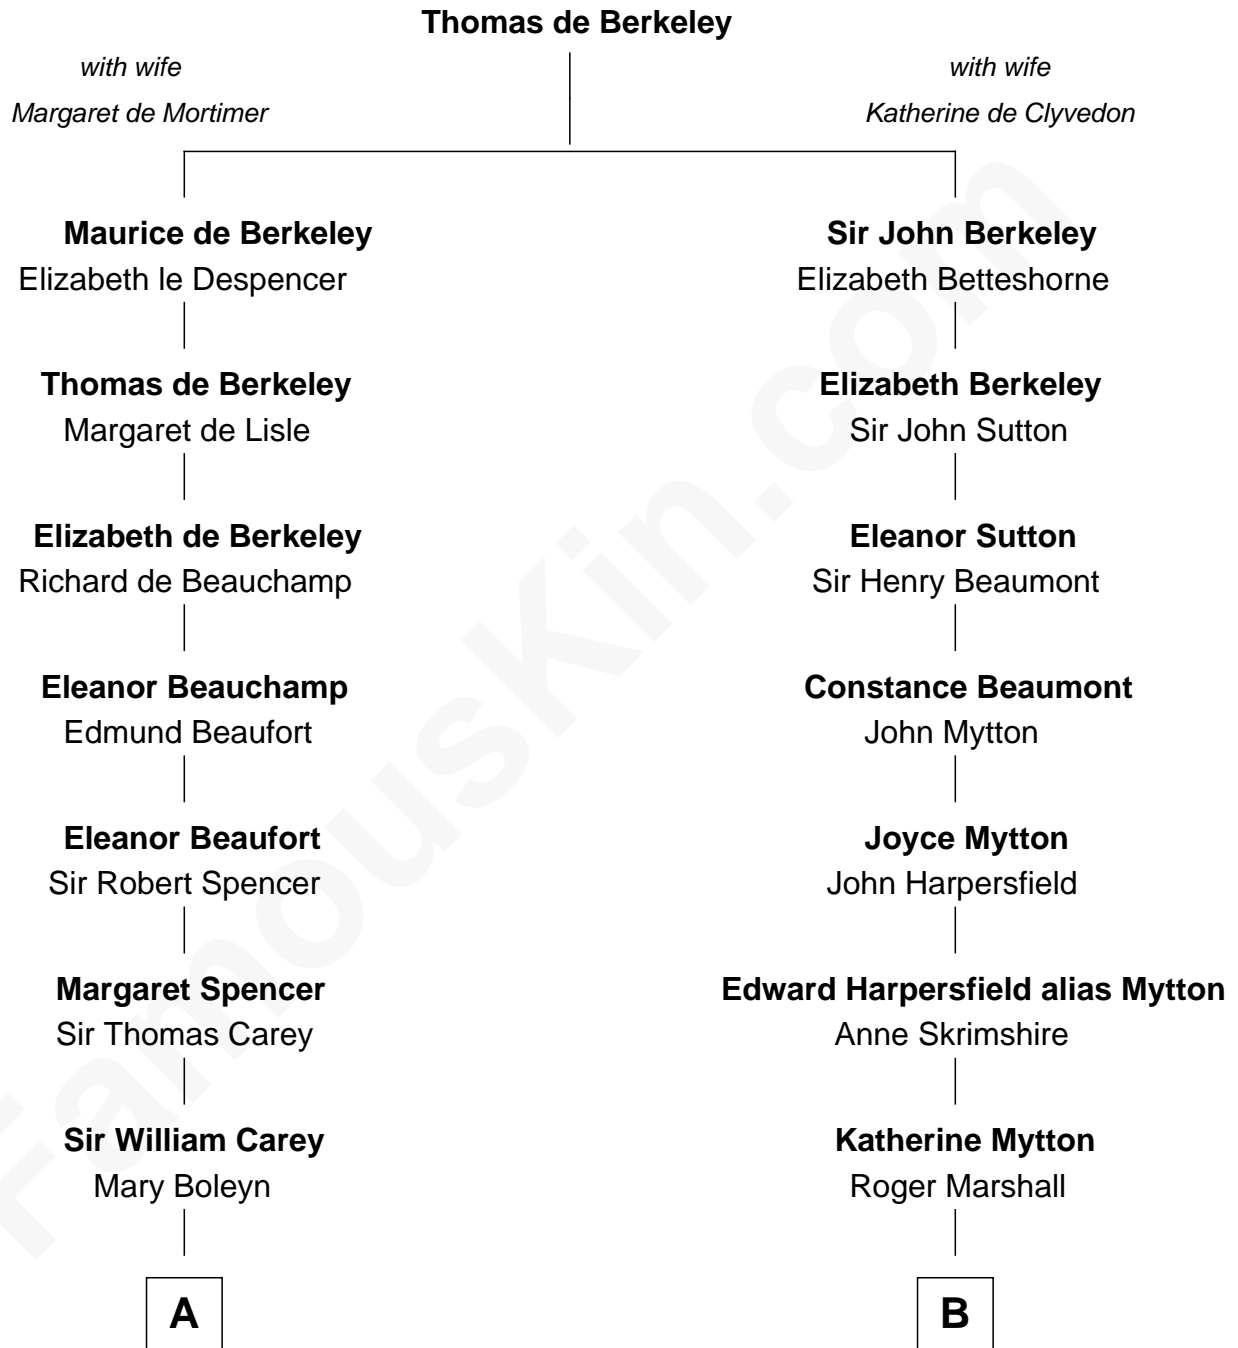 Thomas de Berkeley
with wife
Margaret de Mortimer
with wife
Katherine de Clyvedon
Maurice de Berkeley
Elizabeth le Despencer
Sir John Berkeley
Elizabeth Betteshorne
Thomas de Berkeley
Margaret de Lisle
Elizabeth Berkeley
Sir John Sutton
Elizabeth de Berkeley
Richard de Beauchamp
Eleanor Sutton
Sir Henry Beaumont
Eleanor Beauchamp
Edmund Beaufort
Constance Beaumont
John Mytton
Eleanor Beaufort
Sir Robert Spencer
Joyce Mytton
John Harpersfield
Margaret Spencer
Sir Thomas Carey
Edward Harpersfield alias Mytton
Anne Skrimshire
Sir William Carey
Mary Boleyn
Katherine Mytton
Roger Marshall
A
B
FamousKin.com